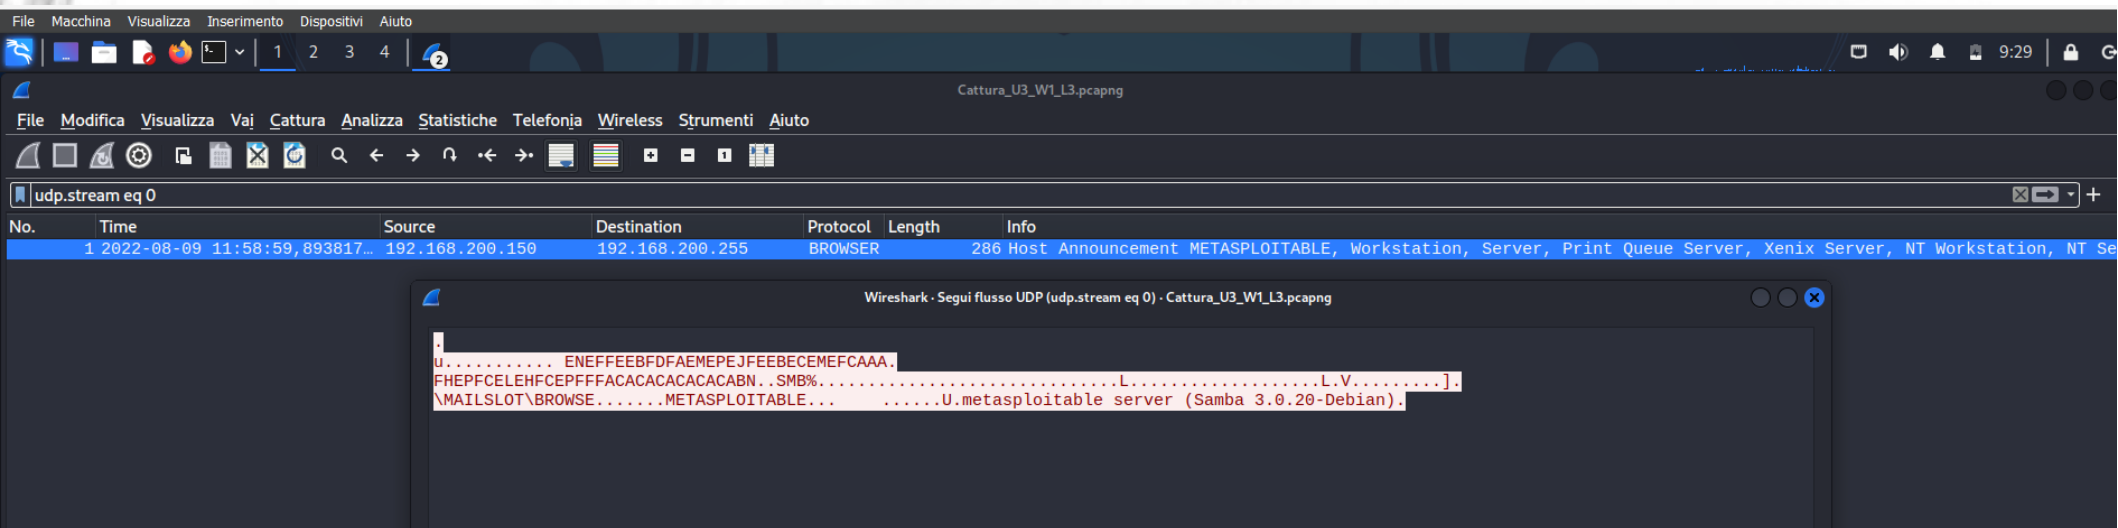 File Macchina Visualizza Inserimento Dispositivi Aiuto
1 2 3 4 2 9:29
Cattura_U3_W1_L3.pcapng
File Modifica Visualizza Vai Cattura Analizza Statistiche Telefonia Wireless Strumenti Aiuto
udp.stream eq 0
No. Time Source Destination Protocol Length Info
1 2022-08-09 11:58:59,893817… 192.168.200.150 192.168.200.255 BROWSER 286 Host Announcement METASPLOITABLE, Workstation, Server, Print Queue Server, Xenix Server, NT Workstation, NT Se
Wireshark · Segui flusso UDP (udp.stream eq 0) · Cattura_U3_W1_L3.pcapng
.
u........... ENEFFEEBFDFAEMEPEJFEEBECEMEFCAAA.
FHEPFCELEHFCEPFFFACACACACACACABN..SMB%..............................L...................L.V.........].
\MAILSLOT\BROWSE.......METASPLOITABLE... ......U.metasploitable server (Samba 3.0.20-Debian).